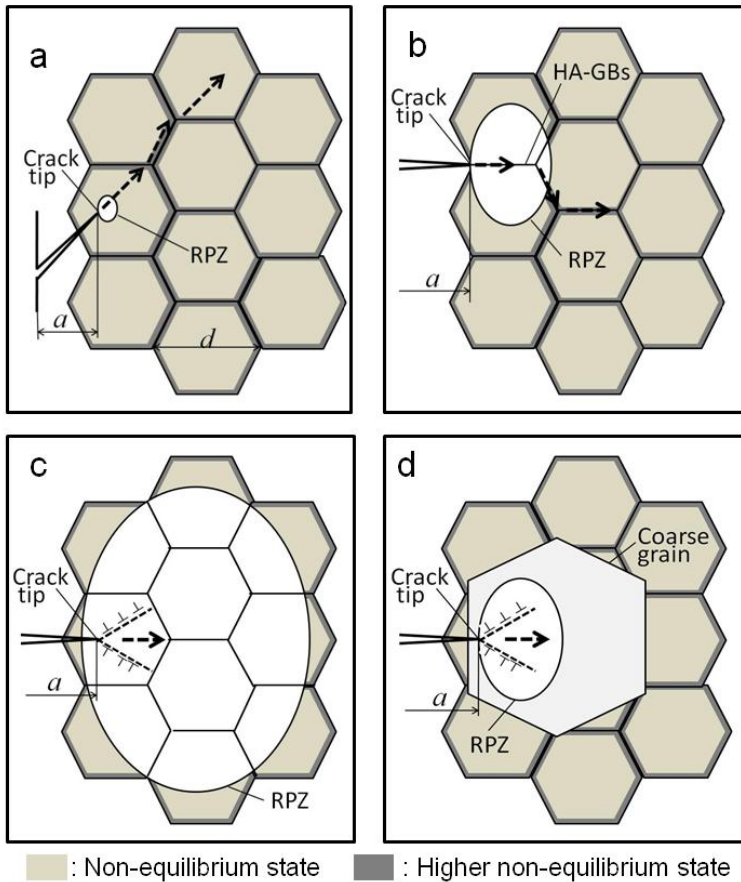 a
Crack
tip
RPZ
a
d
b
HA-GBs
Crack
tip
RPZ
a
c
Crack
tip
a
RPZ
d
Coarse
grain
Crack
tip
a
RPZ
: Non-equilibrium state
: Higher non-equilibrium state